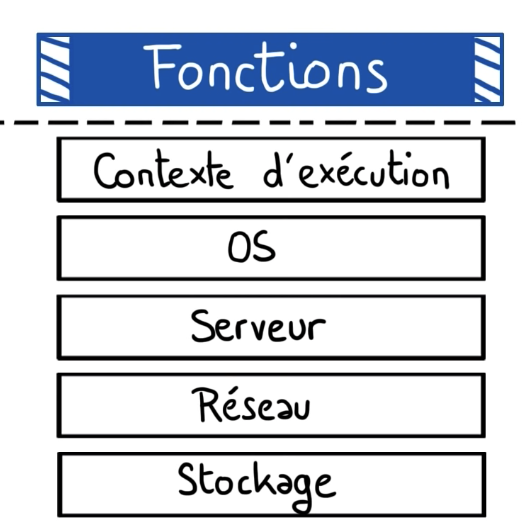 Fonctions
Contexte d'exécution
OS
Serveur
Réseau
Stockage